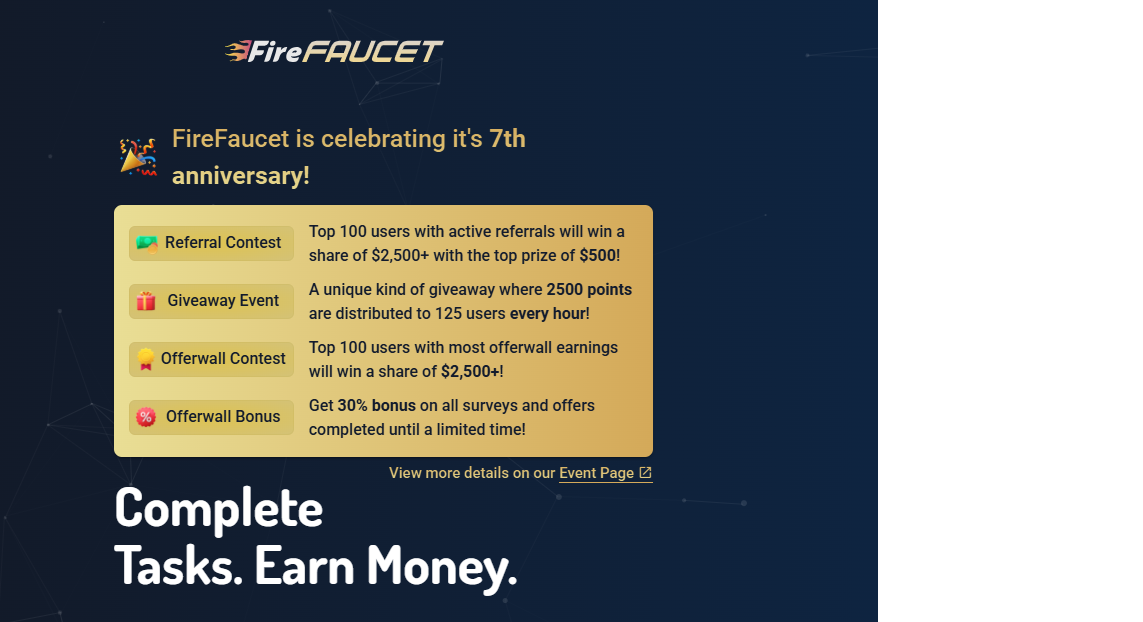 Fire FAUCET
FireFaucet is celebrating it's 7th
anniversary!
Referral Contest
Top 100 users with active referrals will win a
share of $2,500+ with the top prize of $500!
Giveaway Event
A unique kind of giveaway where 2500 points
are distributed to 125 users every hour!
Offerwall Contest
Top 100 users with most offerwall earnings
will win a share of $2,500+!
Offerwall Bonus
Get 30% bonus on all surveys and offers
completed until a limited time!
View more details on our Event Page
Complete
Tasks. Earn Money.